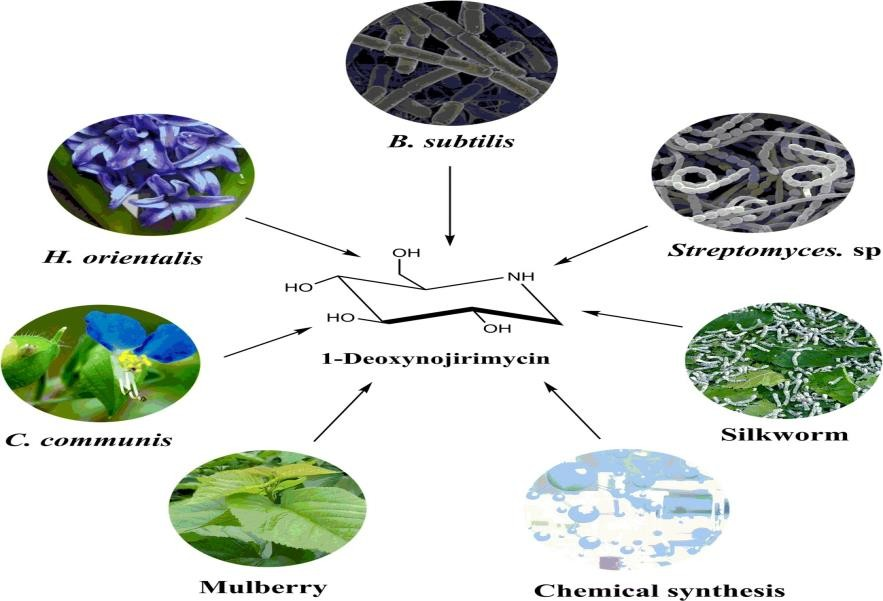 B. subtilis
H. orientalis
Streptomyces. sp
OH
NH
HO
HO
OH
1-Deoxynojirimycin
C. communis
Silkworm
Mulberry
Chemical synthesis